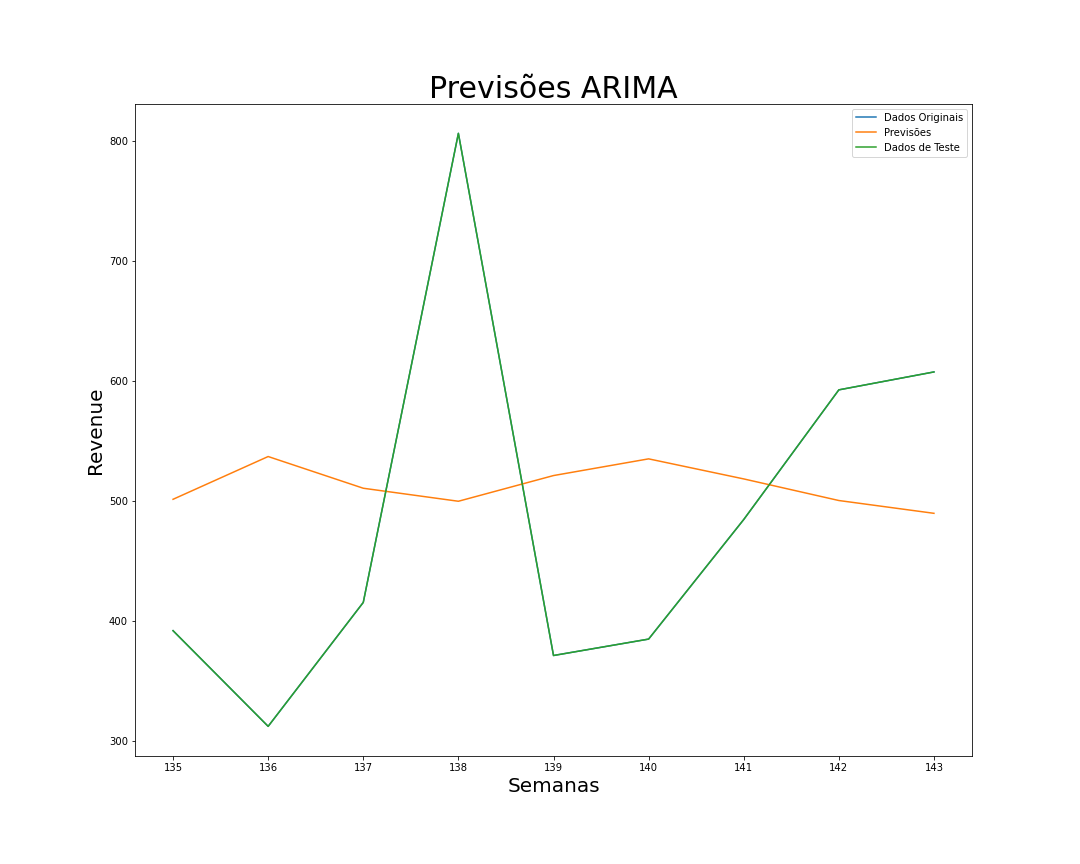 Previsões ARIMA
Dados Originais
Previsões
Dados de Teste
800
700
600
500
400
300
Revenue
135 136 137 138 139 140 141 142 143
Semanas